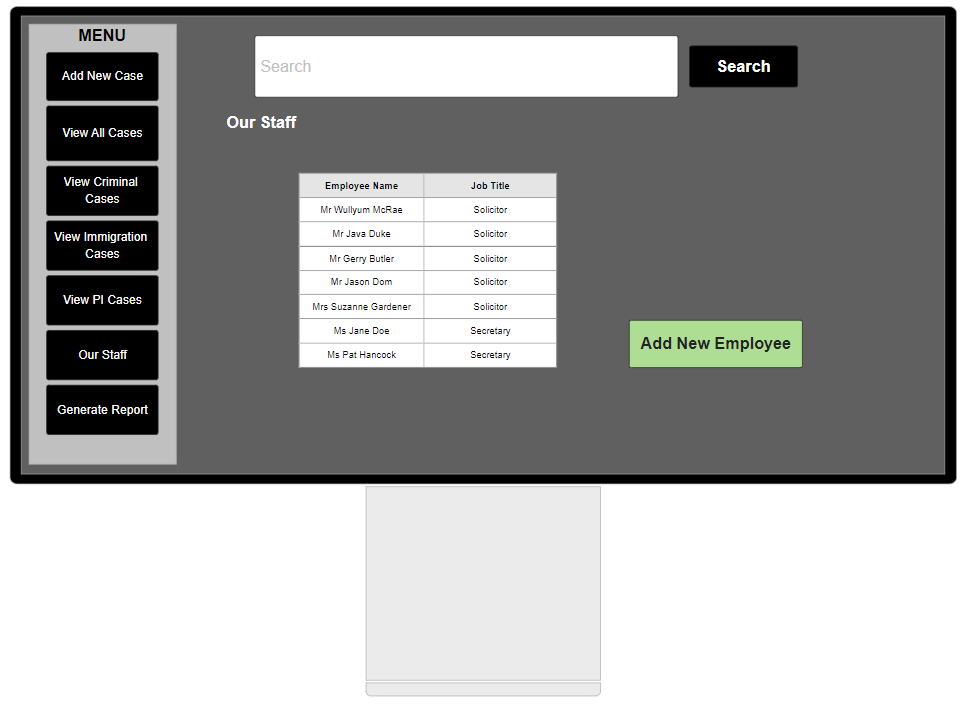 MENU
Add New Case
View All Cases
View Criminal
Cases
View Immigration
Cases
View PI Cases
Our Staff
Generate Report
Search
Search
Our Staff
Employee Name Job Title
Mr Wullyum McRae Solicitor
Mr Java Duke Solicitor
Mr Gerry Butler Solicitor
Mr Jason Dom Solicitor
Mrs Suzanne Gardener Solicitor
Ms Jane Doe Secretary
Ms Pat Hancock Secretary
Add New Employee